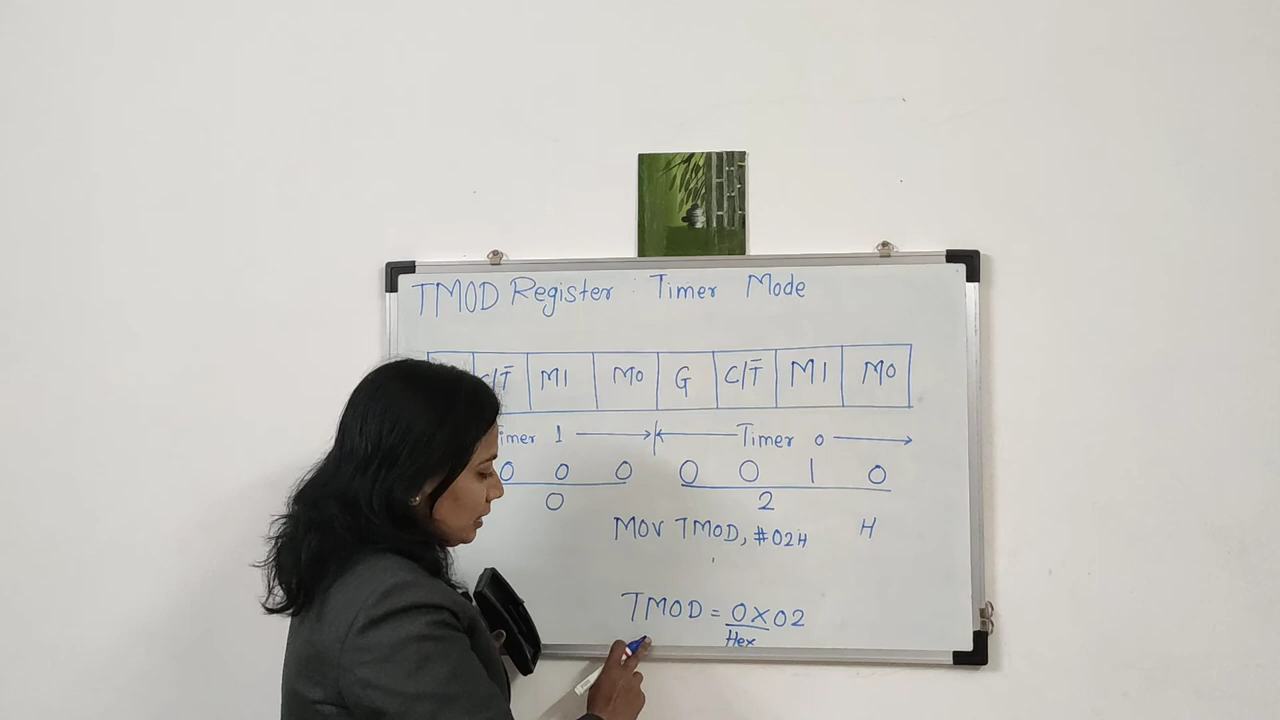 TMOD Register : Timer Mode
C/T̅ M1 M0 G C/T̅ M1 M0
Timer 1 Timer 0
0 0 0 0 0 1 0
0 2
MOV TMOD, #02H H
TMOD = 0X02
Hex